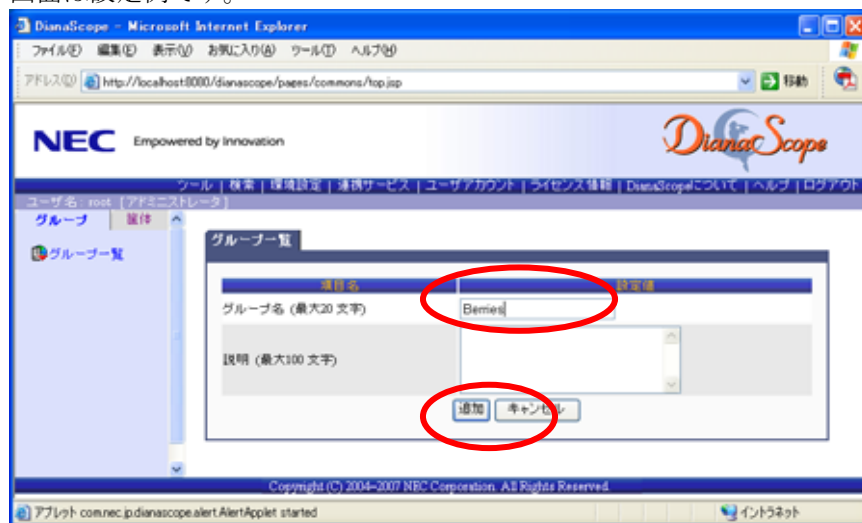 画面は設定例です。
DianaScope - Microsoft Internet Explorer
ファイル(F) 編集(E) 表示(V) お気に入り(A) ツール(T) ヘルプ(H)
アドレス(D) http://localhost:8080/dianascope/pages/commons/top.jsp 移動
NEC Empowered by Innovation DianaScope
ツール | 検索 | 環境設定 | 連携サービス | ユーザアカウント | ライセンス情報 | DianaScopeについて | ヘルプ | ログアウト
ユーザ名 : root [アドミニストレータ]
グループ 筐体
グループ一覧
グループ一覧
項目名 設定値
グループ名 (最大20 文字) Berries
説明 (最大100 文字)
追加 キャンセル
Copyright (C) 2004-2007 NEC Corporation. All Rights Reserved.
アプレット com.nec.jp.dianascope.alert.AlertApplet started イントラネット